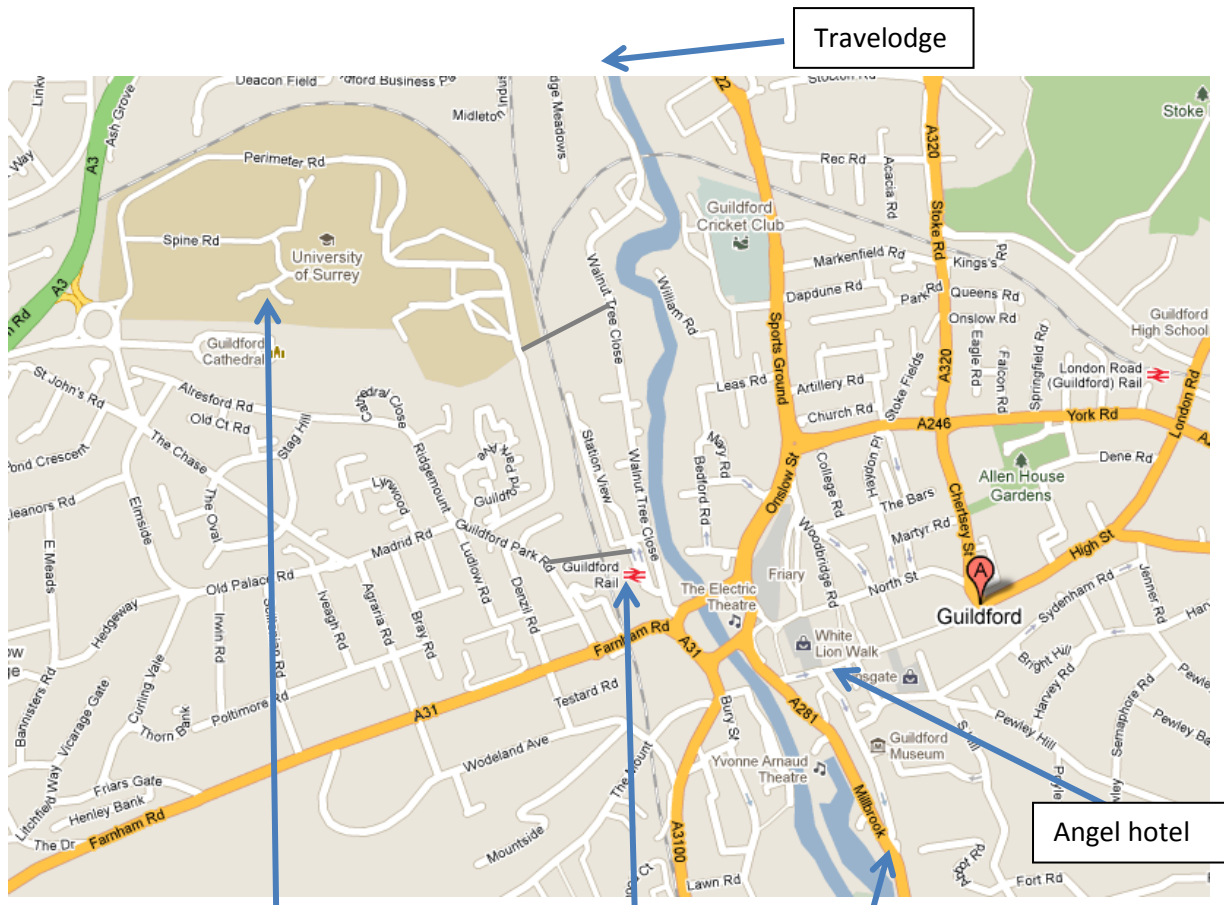 Travelodge
Deacon Field
Midleton
Ash Grove
A3
Perimeter Rd
Spine Rd
University
of Surrey
Guildford
Cathedral
A3
Walnut Tree Close
William Rd
Guildford
Cricket Club
22
Stocton Rd
A320
Rec Rd
Acacia Rd
Stoke Rd
Stoke
Markenfield Rd
King's
Rd
Dapdune Rd
Park Rd
Queens Rd
Onslow Rd
Eagle Rd
Falcon Rd
Springfield Rd
Guildford
High School
London Road
(Guildford) Rail
London Rd
Sports Ground
Leas Rd
Artillery Rd
Church Rd
Stoke Fields
A320
A246
York Rd
Dene Rd
Allen House
Gardens
St John's Rd
Alresford Rd
Old Ct Rd
Stag Hill
The Chase
Pond Crescent
Elmside
The Oval
Lynwood
Ridgemount
Guildford Park Rd
Station View
Walnut Tree Close
Mary Rd
Bedford Rd
Onslow St
College Rd
Haydon Pl
The Bars
Martyr Rd
Woodbridge Rd
Chertsey St
High St
E Meads
Madrid Rd
Old Palace Rd
Ludlow Rd
Denzil Rd
Guildford
Rail
The Electric
Theatre
Friary
North St
A
Guildford
Sydenham Rd
Jenner Rd
Hedgeway
Irwin Rd
Iveagh Rd
Agraria Rd
Bray Rd
Farnham Rd
A31
White
Lion Walk
Bright Hill
Harvey Rd
Bannisters Rd
Vicarage Gate
Curling Vale
Thorn Bank
Poltimore Rd
A31
Testard Rd
Wodeland Ave
Bury St
A281
Guildford
Museum
Pewley Hill
Semaphore Rd
Litchfield Way
Friars Gate
Henley Bank
The Dr
Farnham Rd
The Mount
Mountside
Yvonne Arnaud
Theatre
Millbrook
A3100
Lawn Rd
Fort Rd
Angel hotel